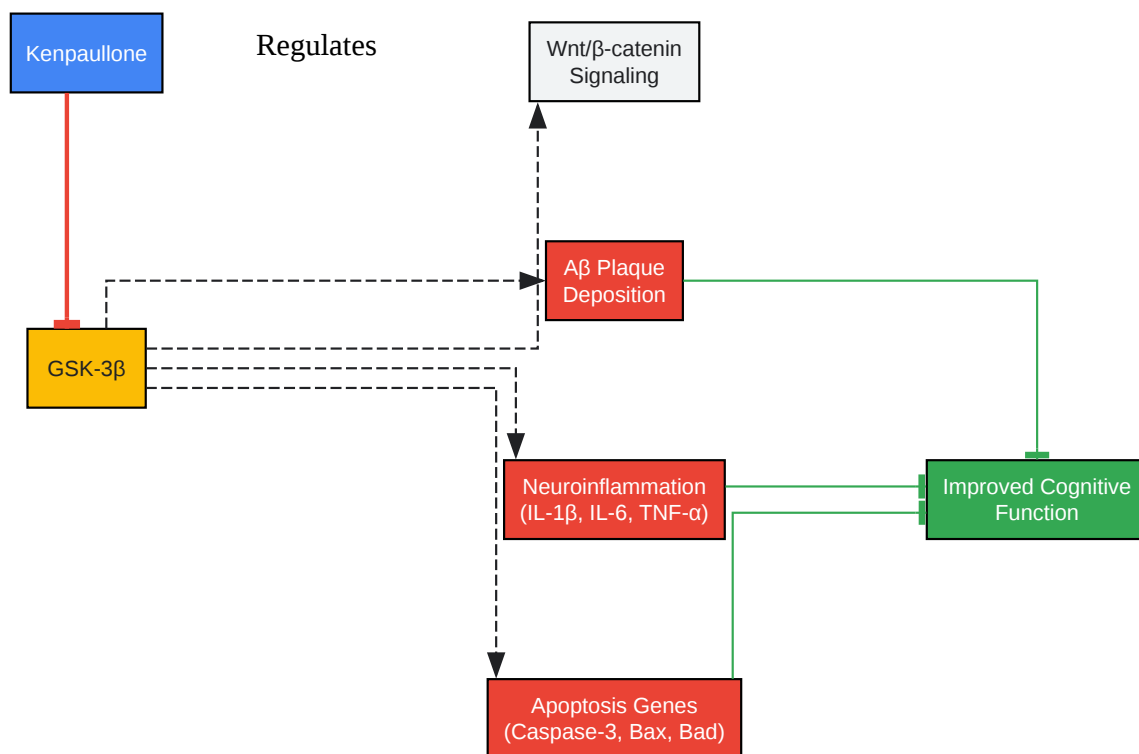 Kenpaullone
Regulates
Wnt/β-catenin
Signaling
Aβ Plaque
Deposition
GSK-3β
Neuroinflammation
(IL-1β, IL-6, TNF-α)
Improved Cognitive
Function
Apoptosis Genes
(Caspase-3, Bax, Bad)